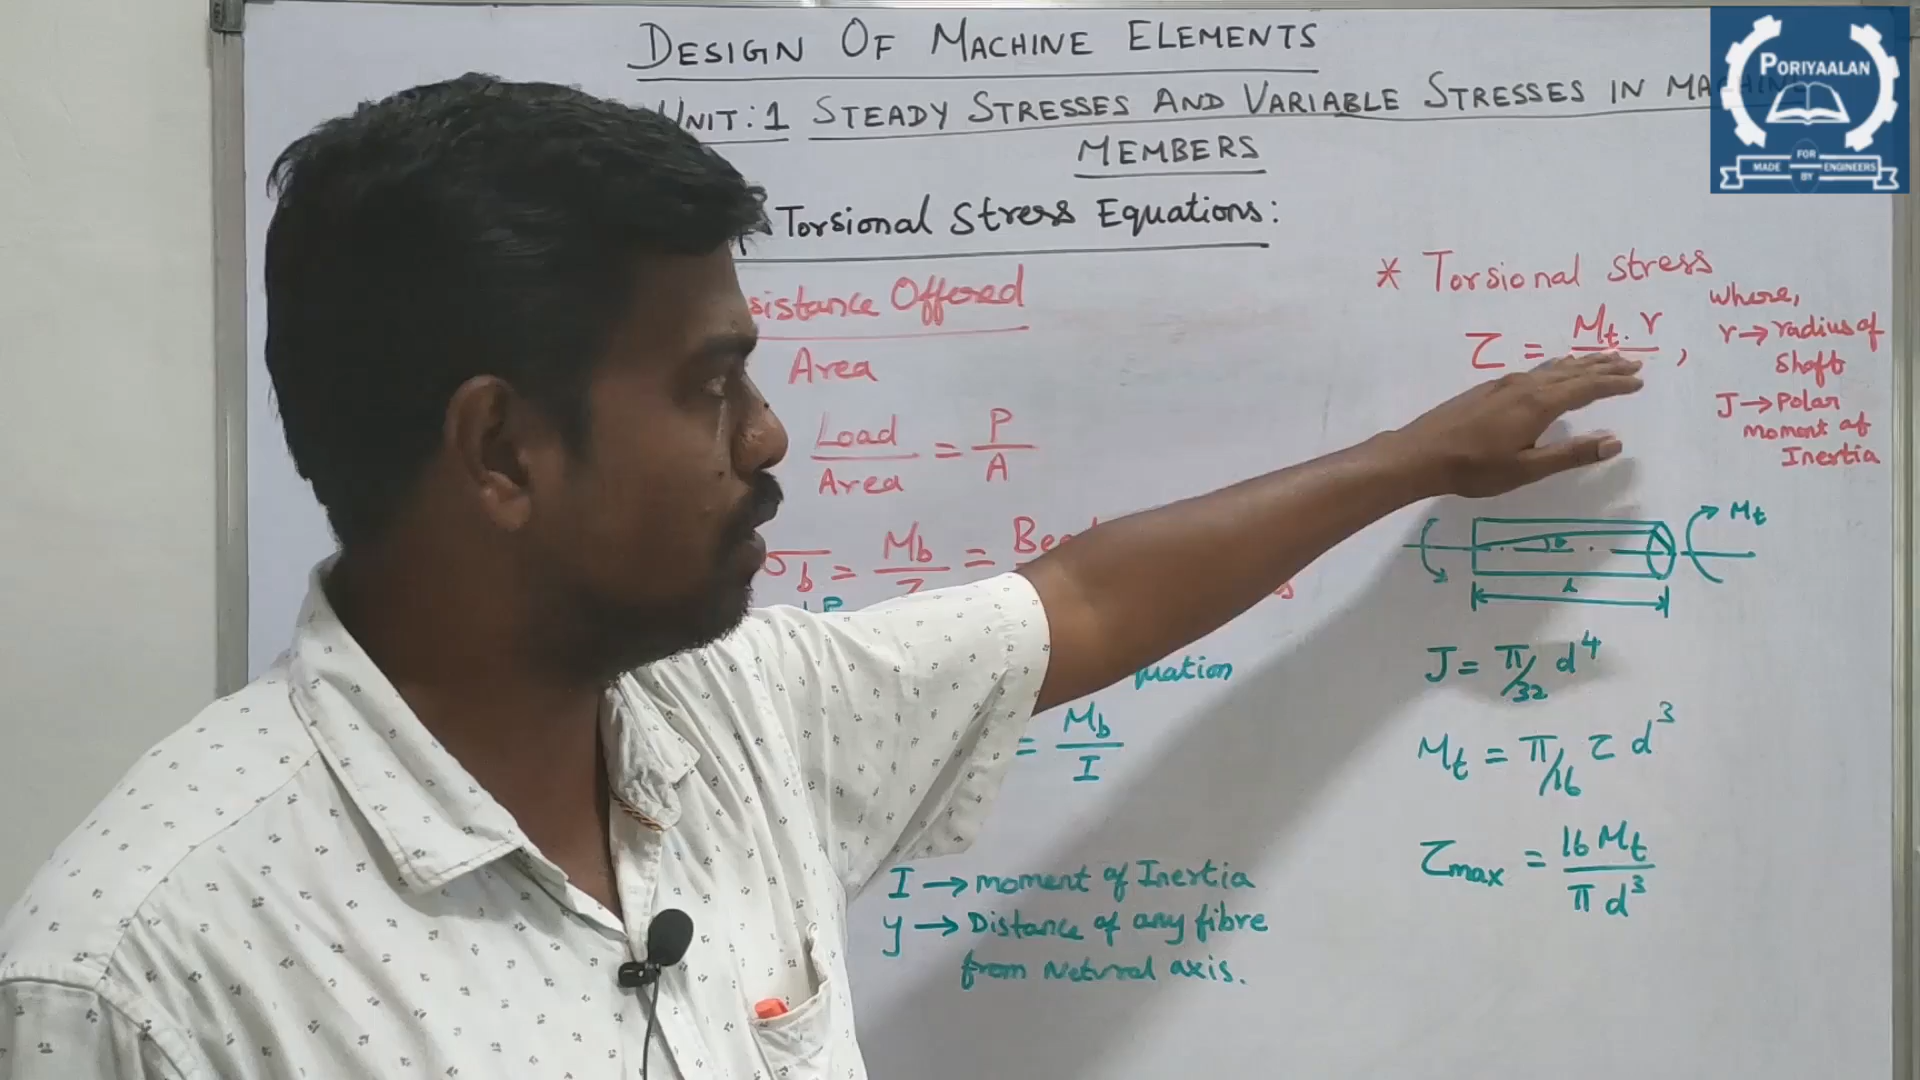 DESIGN OF MACHINE ELEMENTS
UNIT:1 STEADY STRESSES AND VARIABLE STRESSES IN MACHINE
MEMBERS
PORIYAALAN
MADE FOR ENGINEERS
BY
Torsional Stress Equations:
Offered
Area
Load
Area
= P
A
σb = Mb =
uation
= Mb
I
I → moment of Inertia
y → Distance of any fibre
from Netural axis.
* Torsional stress
τ = Mt. r ,
where,
r → radius of
shaft
J → Polar
moment of
Inertia
Mt
J = π/32 d⁴
Mt = π/16 τ d³
τmax = 16 Mt
π d³